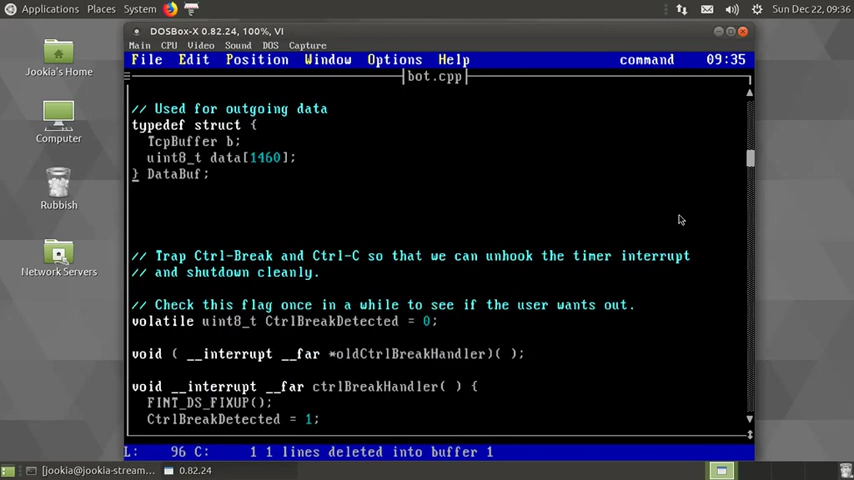 Applications Places System Sun Dec 22, 09:36
DOSBox-X 0.82.24, 100%, VI
Main CPU Video Sound DOS Capture
File Edit Position Window Options Help command 09:35
bot.cpp
Jookia's Home
Computer
Rubbish
Network Servers
// Used for outgoing data
typedef struct {
TcpBuffer b;
uint8_t data[1460];
} DataBuf;
// Trap Ctrl-Break and Ctrl-C so that we can unhook the timer interrupt
// and shutdown cleanly.
// Check this flag once in a while to see if the user wants out.
volatile uint8_t CtrlBreakDetected = 0;
void ( __interrupt __far *oldCtrlBreakHandler)( );
void __interrupt __far ctrlBreakHandler( ) {
FINT_DS_FIXUP();
CtrlBreakDetected = 1;
L: 96 C: 1 1 lines deleted into buffer 1
[jookia@jookia-stream... 0.82.24